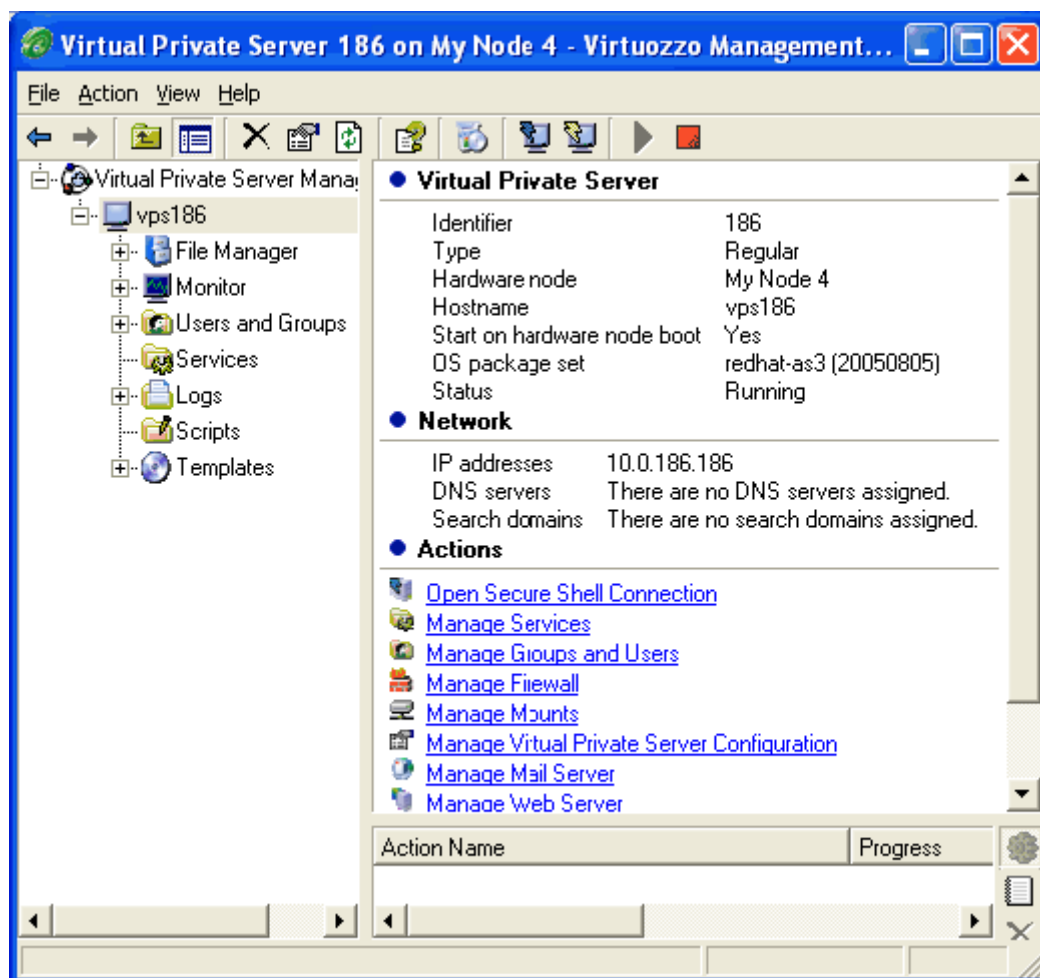 Virtual Private Server 186 on My Node 4 - Virtuozzo Management...
File Action View Help
Virtual Private Server Mana
vps186
File Manager
Monitor
Users and Groups
Services
Logs
Scripts
Templates
Virtual Private Server
Identifier 186
Type Regular
Hardware node My Node 4
Hostname vps186
Start on hardware node boot Yes
OS package set redhat-as3 (20050805)
Status Running
Network
IP addresses 10.0.186.186
DNS servers There are no DNS servers assigned.
Search domains There are no search domains assigned.
Actions
Open Secure Shell Connection
Manage Services
Manage Groups and Users
Manage Firewall
Manage Mounts
Manage Virtual Private Server Configuration
Manage Mail Server
Manage Web Server
Action Name Progress